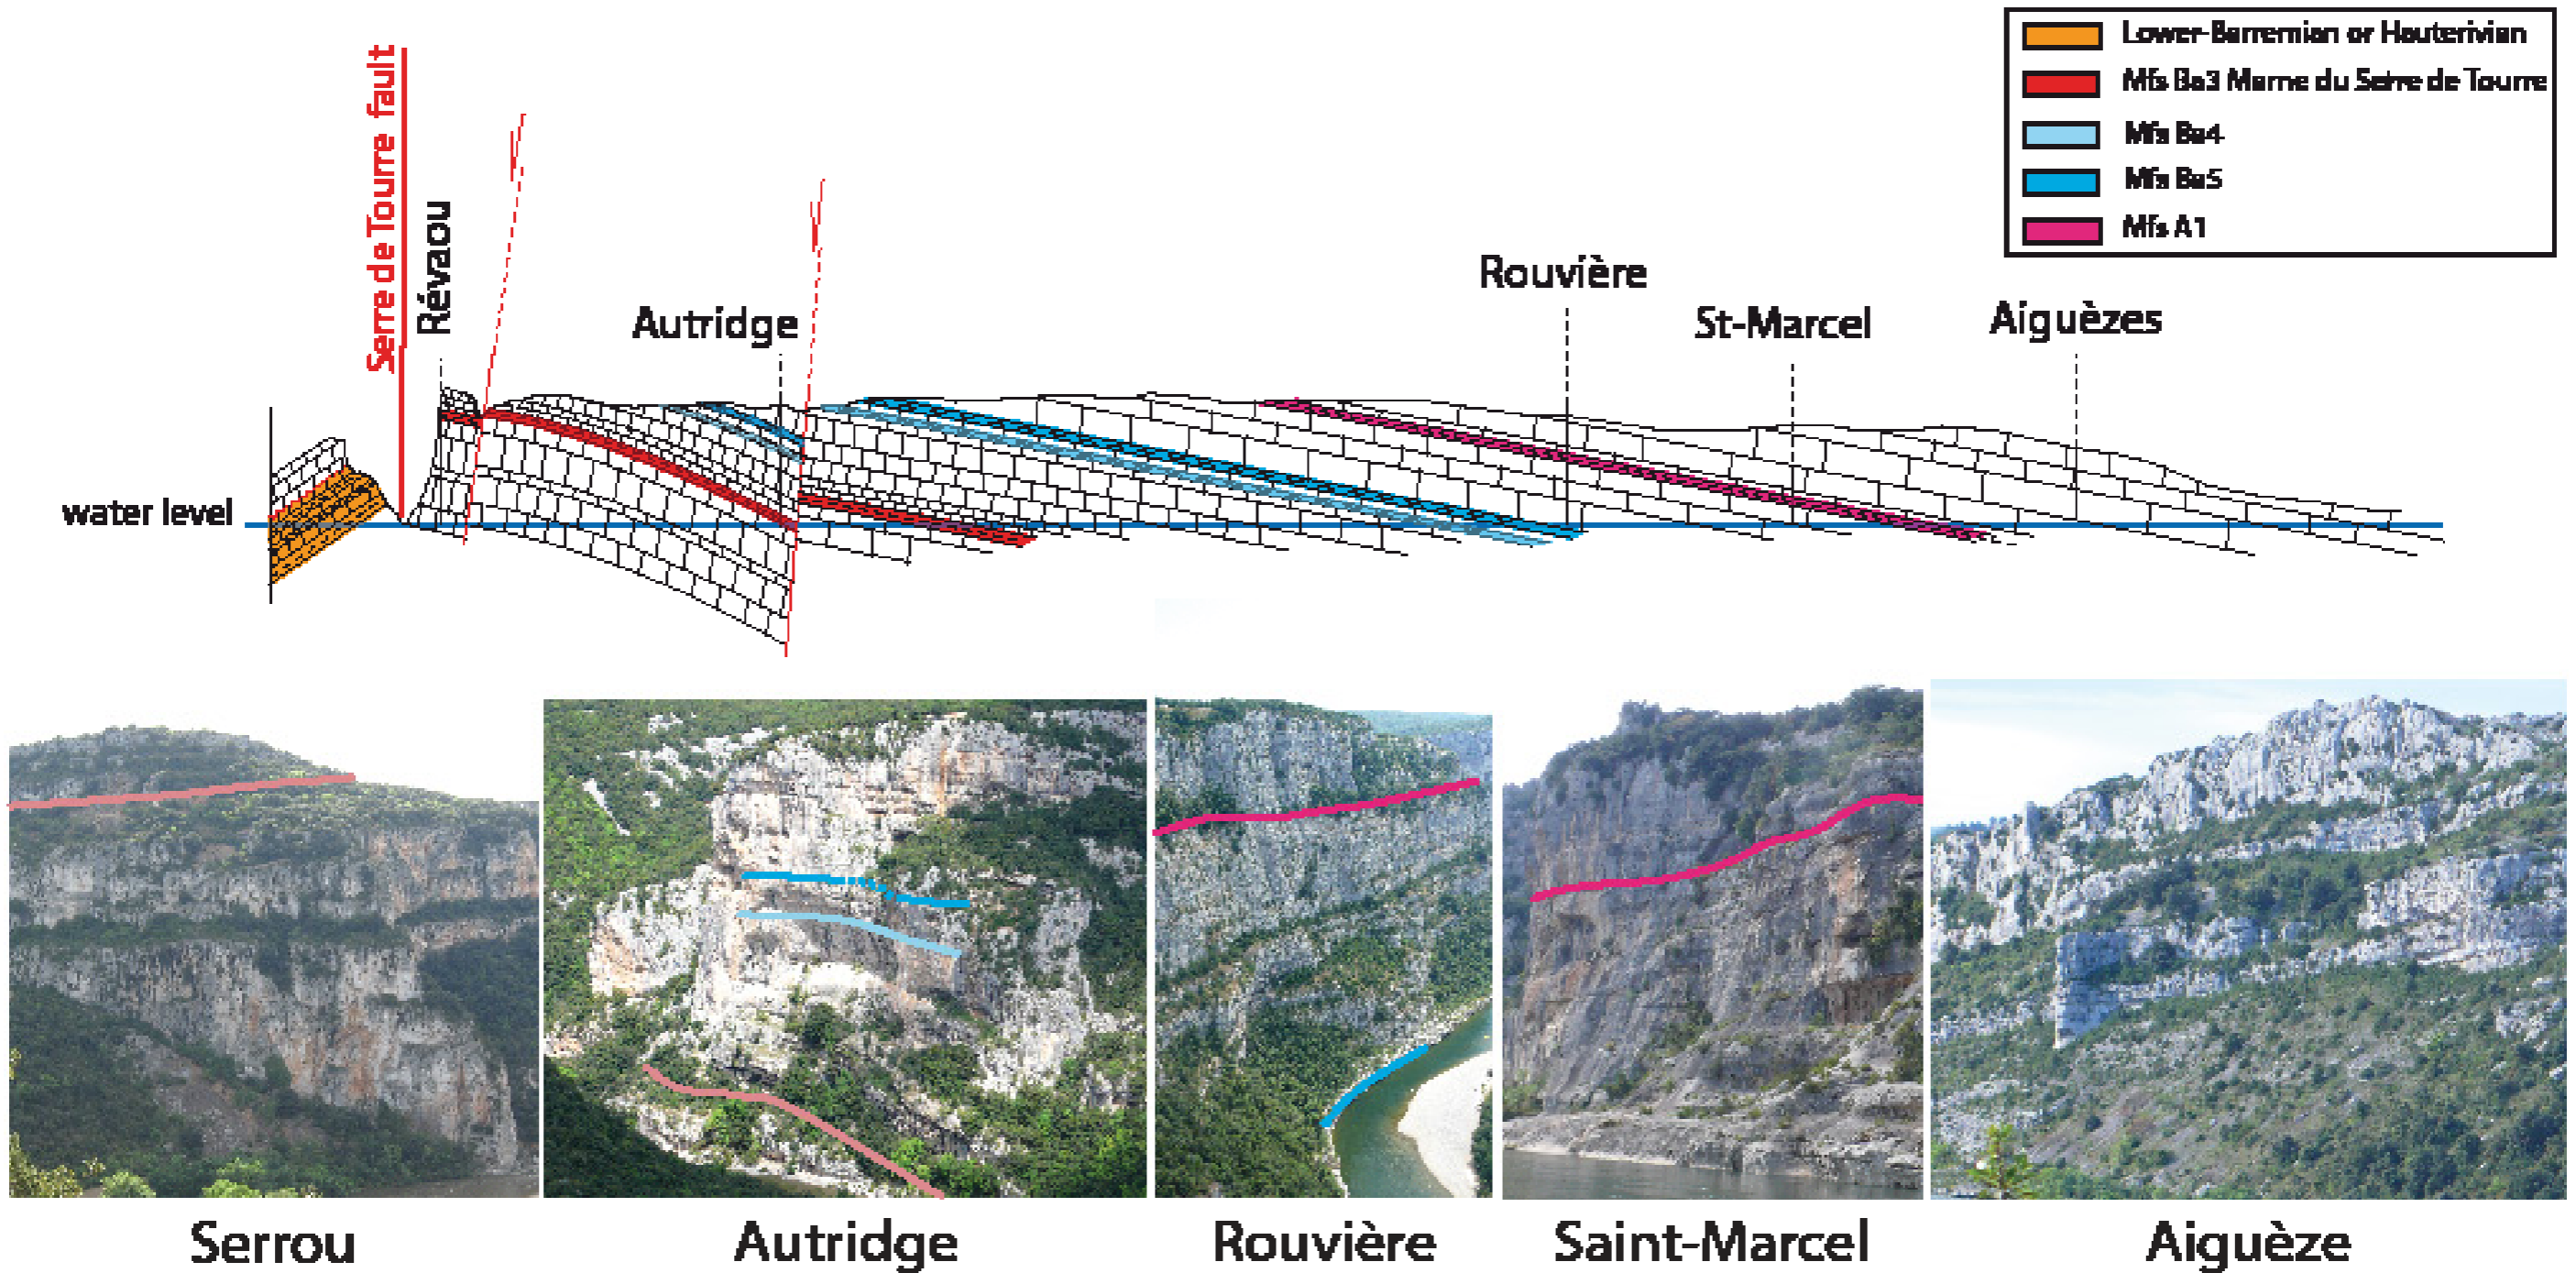 Lower-Barremian or Hauterivian
Mfs Ba3 Marne du Serre de Tourre
Mfs Ba4
Mfs Ba5
Mfs A1
Serre de Tourre fault
Révaou
Autridge
Rouvière
St-Marcel
Aiguèzes
water level
Serrou
Autridge
Rouvière
Saint-Marcel
Aiguèze